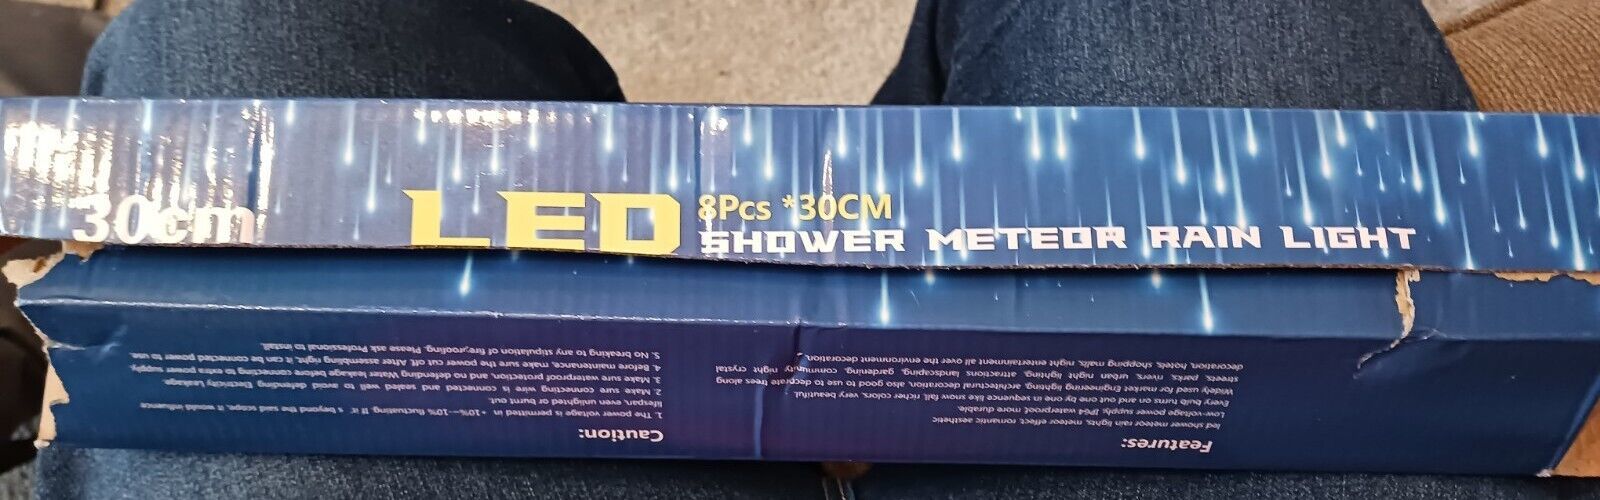 30cm
LED
8Pcs *30CM
SHOWER METEOR RAIN LIGHT
Features:
led shower meteor rain lights, meteor effect, romantic aesthetic
Low-voltage power supply, IP64 waterproof, more durable.
Every bulb turns on and out one by one in sequence like snow fall, richer colors, very beautiful.
Widely used for market Engineering lighting, architectural decoration, also good to use to decorate trees along
streets, parks, rivers, urban night lighting, attractions, landscaping, gardening, community, night crystal
decoration, hotels, shopping malls, night entertainment all over the environment decoration.
Caution:
1. The power voltage is permitted in +10%—10% fluctuating, if it's beyond the said scope, it would influence
lifespan, even unlighted or burnt out.
2. Make sure connecting wire is connected and sealed well to avoid defending Electricity Leakage.
3. Make sure waterproof protection, and no defending Water leakage before connecting to extra power supply.
4. Before maintenance, make sure the power cut off. After assembling right, it can be connected power to use.
5. No breaking to any stipulation of fireproofing. Please ask Professional to install.